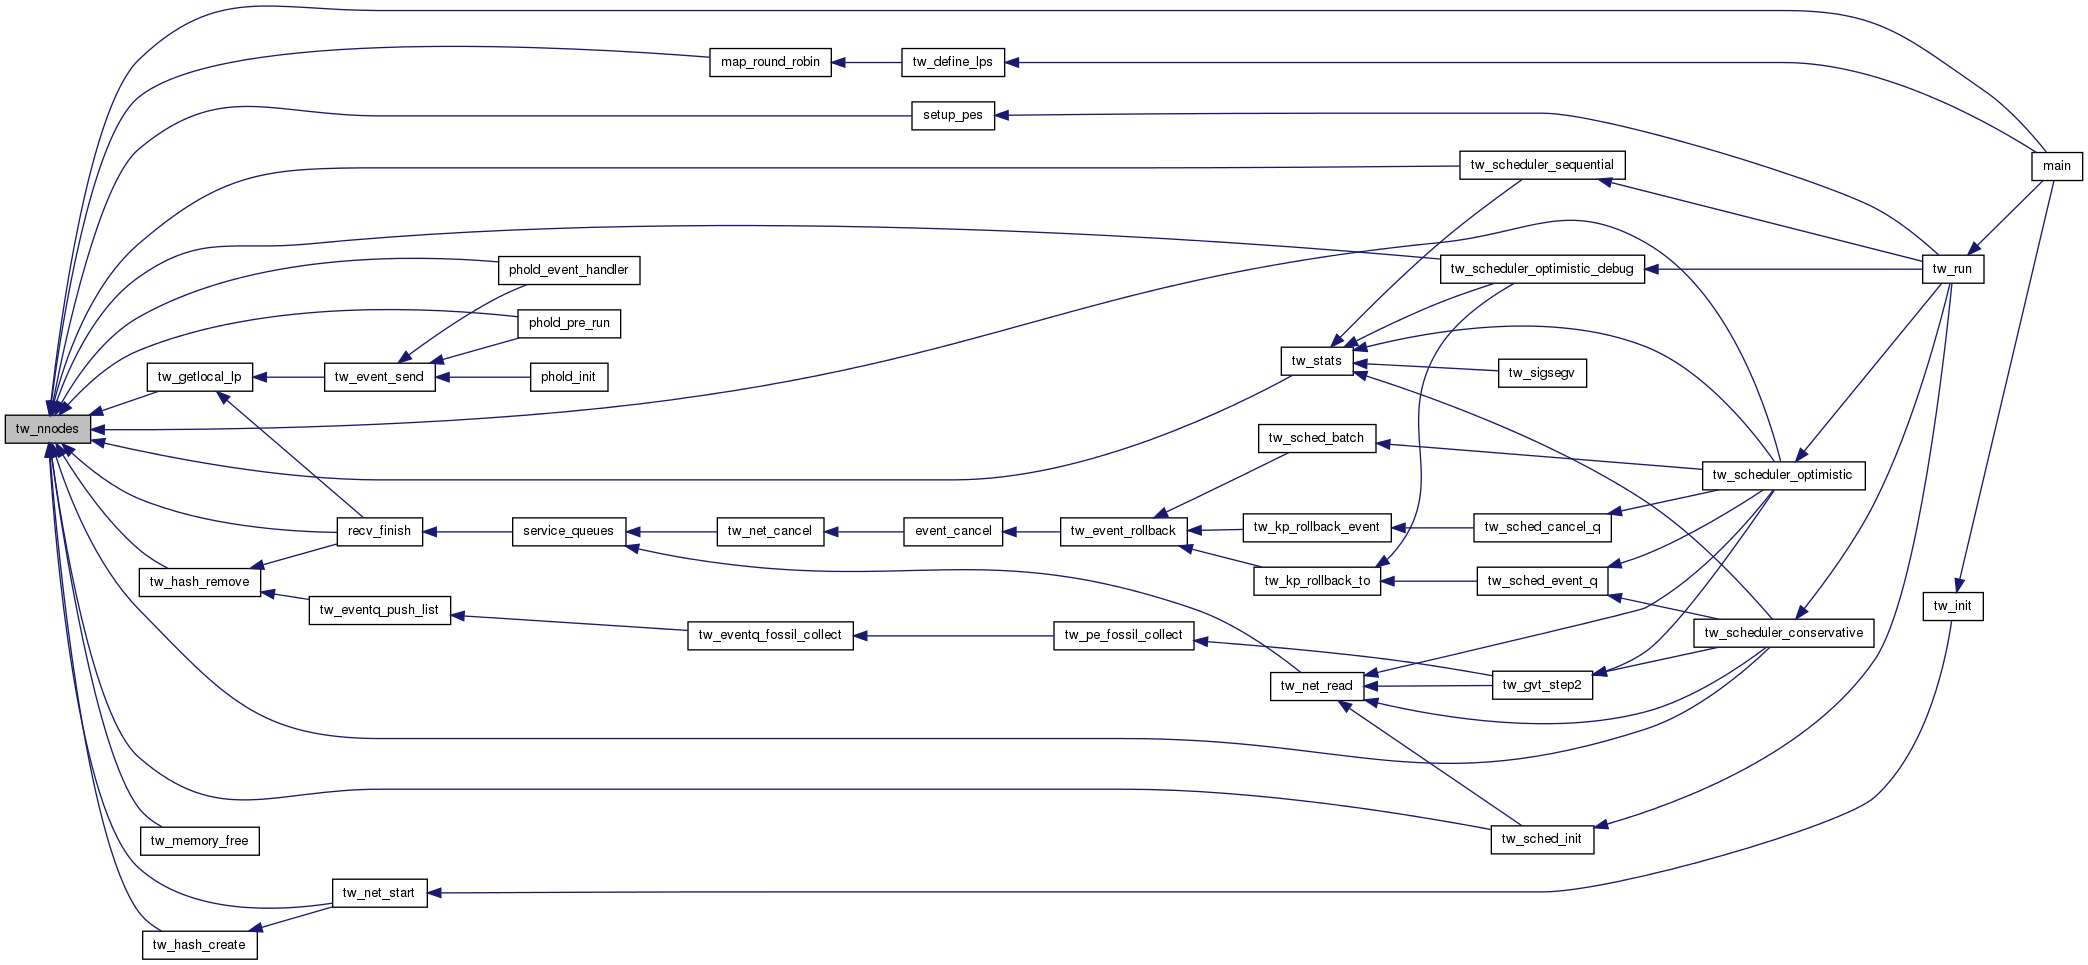 map_round_robin
tw_define_lps
setup_pes
tw_scheduler_sequential
main
phold_event_handler
tw_scheduler_optimistic_debug
tw_run
phold_pre_run
tw_getlocal_lp
tw_event_send
phold_init
tw_stats
tw_sigsegv
tw_nnodes
tw_sched_batch
tw_scheduler_optimistic
recv_finish
service_queues
tw_net_cancel
event_cancel
tw_event_rollback
tw_kp_rollback_event
tw_sched_cancel_q
tw_hash_remove
tw_kp_rollback_to
tw_sched_event_q
tw_eventq_push_list
tw_init
tw_eventq_fossil_collect
tw_pe_fossil_collect
tw_scheduler_conservative
tw_net_read
tw_gvt_step2
tw_memory_free
tw_sched_init
tw_net_start
tw_hash_create